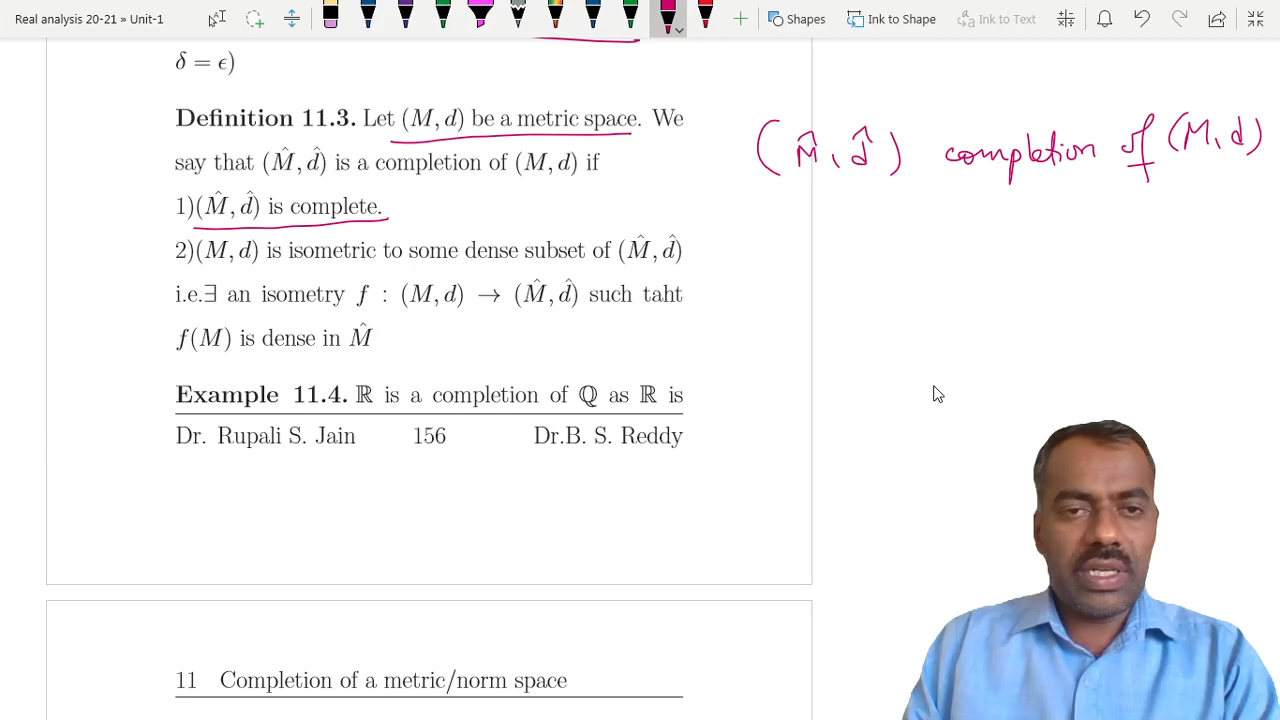 Real analysis 20-21 » Unit-1
Shapes
Ink to Shape
Ink to Text
δ = ϵ)
Definition 11.3. Let (M, d) be a metric space. We
say that (M̂, d̂) is a completion of (M, d) if
1)(M̂, d̂) is complete.
2)(M, d) is isometric to some dense subset of (M̂, d̂)
i.e.∃ an isometry f : (M, d) → (M̂, d̂) such taht
f(M) is dense in M̂
Example 11.4. ℝ is a completion of ℚ as ℝ is
Dr. Rupali S. Jain 156 Dr.B. S. Reddy
11 Completion of a metric/norm space
(M̂, d̂) completion of (M, d)